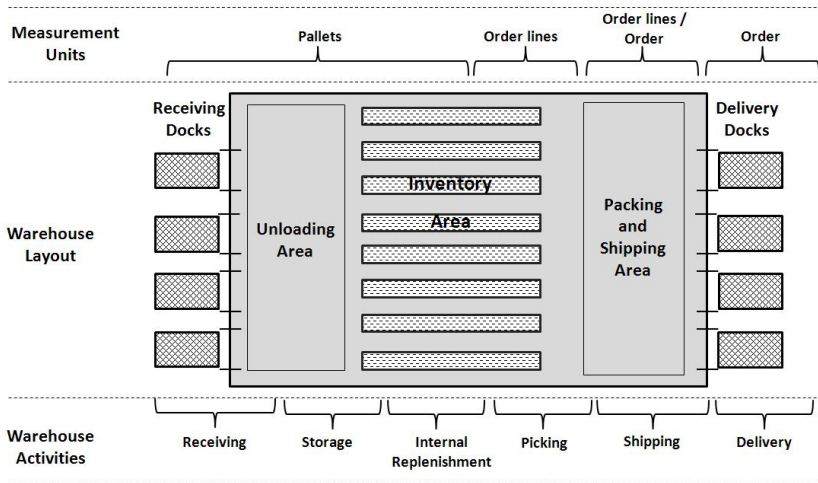 Measurement
Units
Pallets
Order lines
Order lines /
Order
Order
Warehouse
Layout
Receiving
Docks
Unloading
Area
Inventory
Area
Packing
and
Shipping
Area
Delivery
Docks
Warehouse
Activities
Receiving
Storage
Internal
Replenishment
Picking
Shipping
Delivery